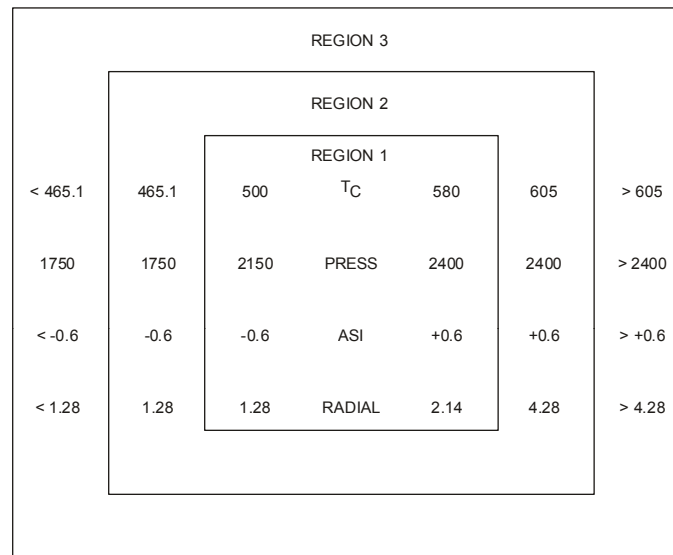 REGION 3
REGION 2
REGION 1
< 465.1 465.1 500 TC 580 605 > 605
1750 1750 2150 PRESS 2400 2400 > 2400
< -0.6 -0.6 -0.6 ASI +0.6 +0.6 > +0.6
< 1.28 1.28 1.28 RADIAL 2.14 4.28 > 4.28